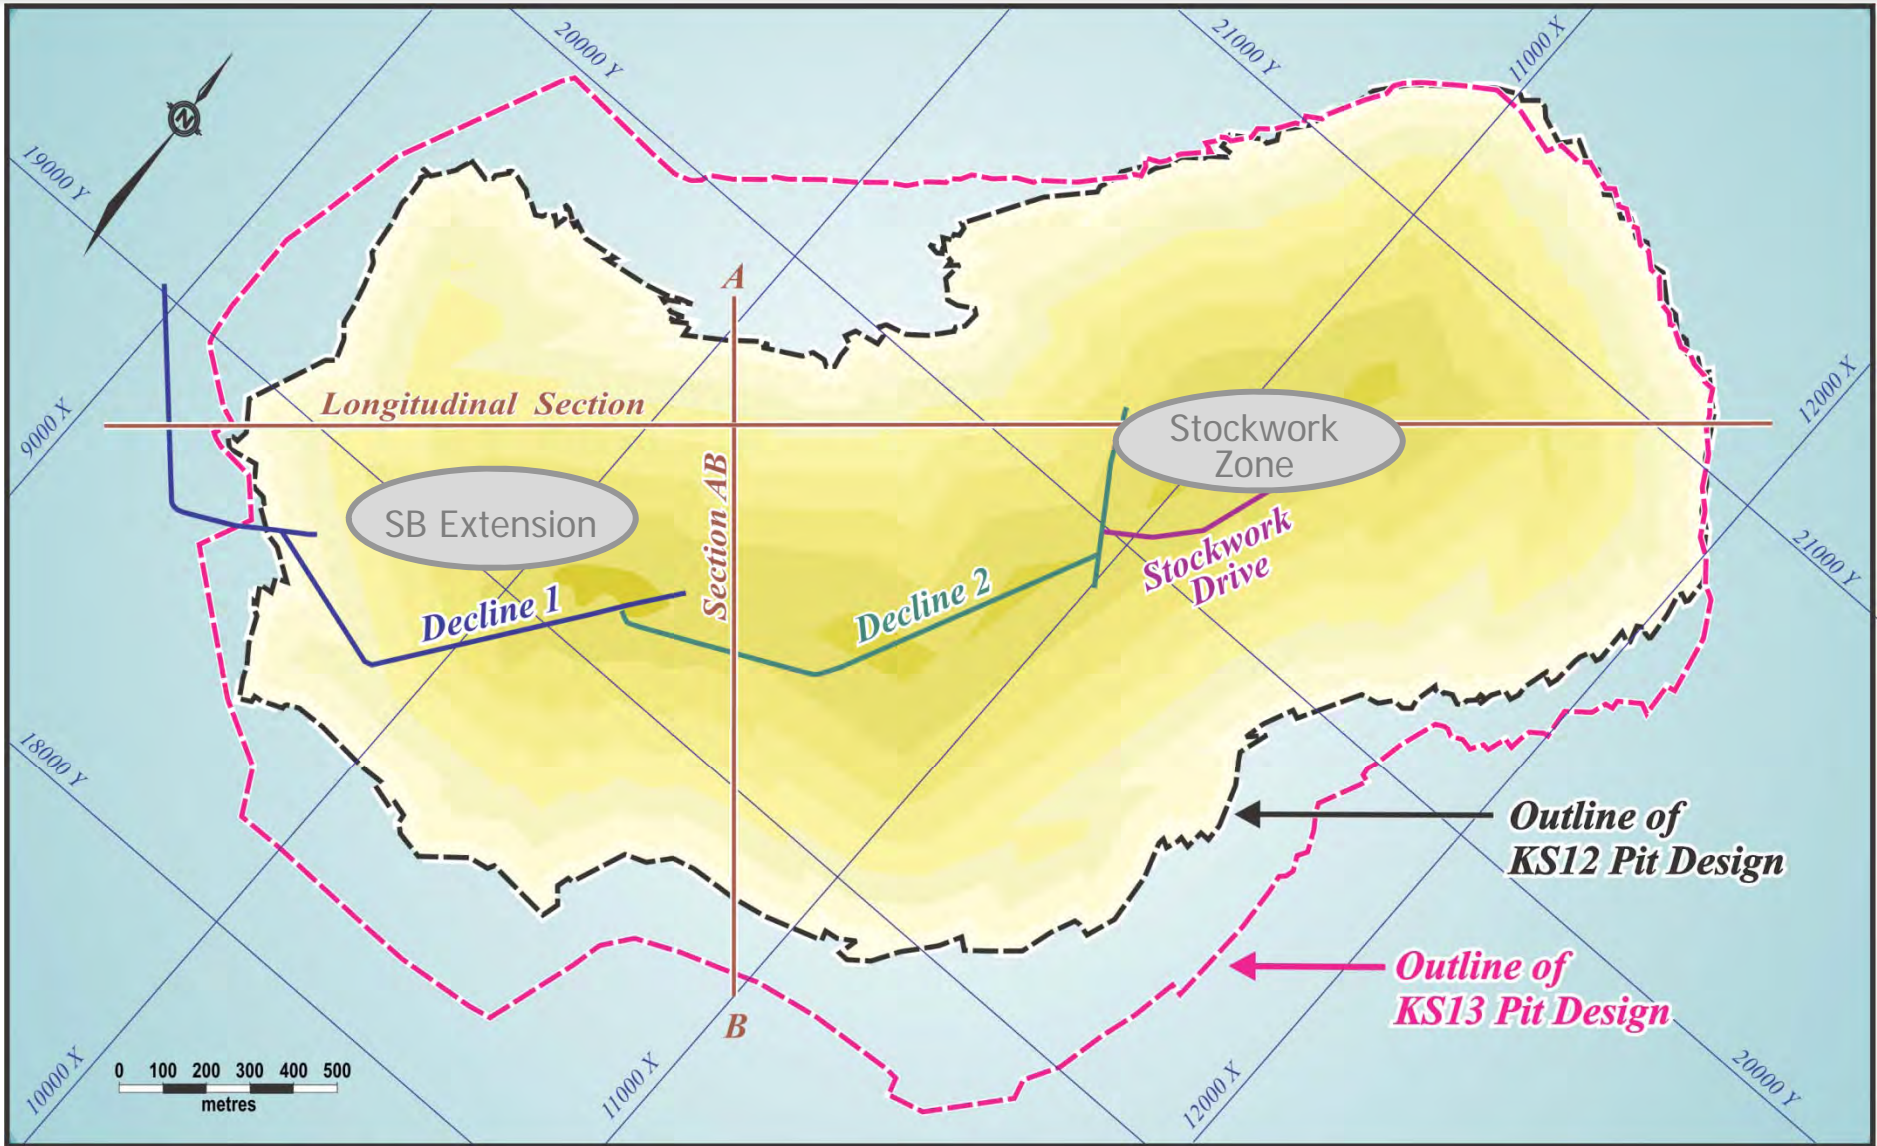 20000 Y
21000 Y
11000 X
N
19000 Y
A
12000 X
9000 X
Longitudinal Section
Stockwork
Zone
SB Extension
Section AB
Stockwork
Drive
21000 Y
Decline 1
Decline 2
18000 Y
Outline of
KS12 Pit Design
Outline of
KS13 Pit Design
B
0 100 200 300 400 500
metres
10000 X
11000 X
12000 X
20000 Y